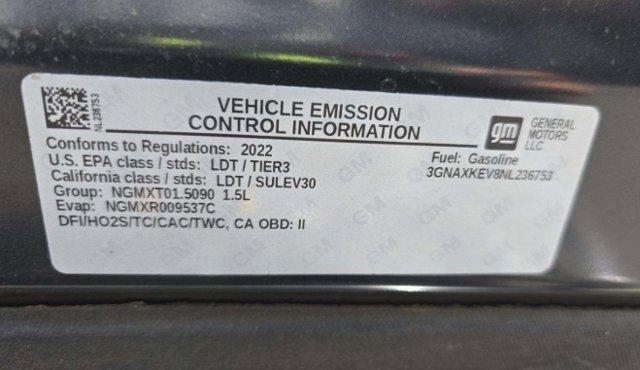 NL236753
VEHICLE EMISSION
CONTROL INFORMATION
gm
GENERAL
MOTORS
LLC
Conforms to Regulations: 2022
U.S. EPA class / stds: LDT / TIER3
California class / stds: LDT / SULEV30
Group: NGMXT01.5090 1.5L
Evap: NGMXR009537C
DFI/HO2S/TC/CAC/TWC, CA OBD: II
Fuel: Gasoline
3GNAXKEV8NL236753